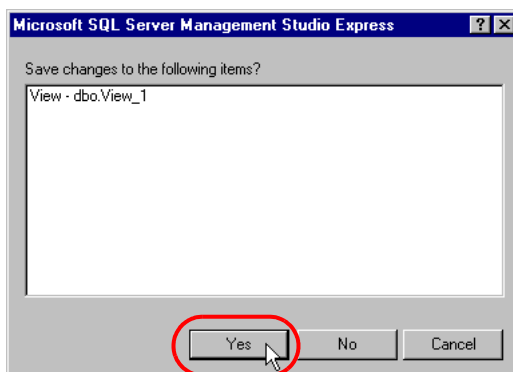 Microsoft SQL Server Management Studio Express
Save changes to the following items?
View - dbo.View_1
Yes
No
Cancel